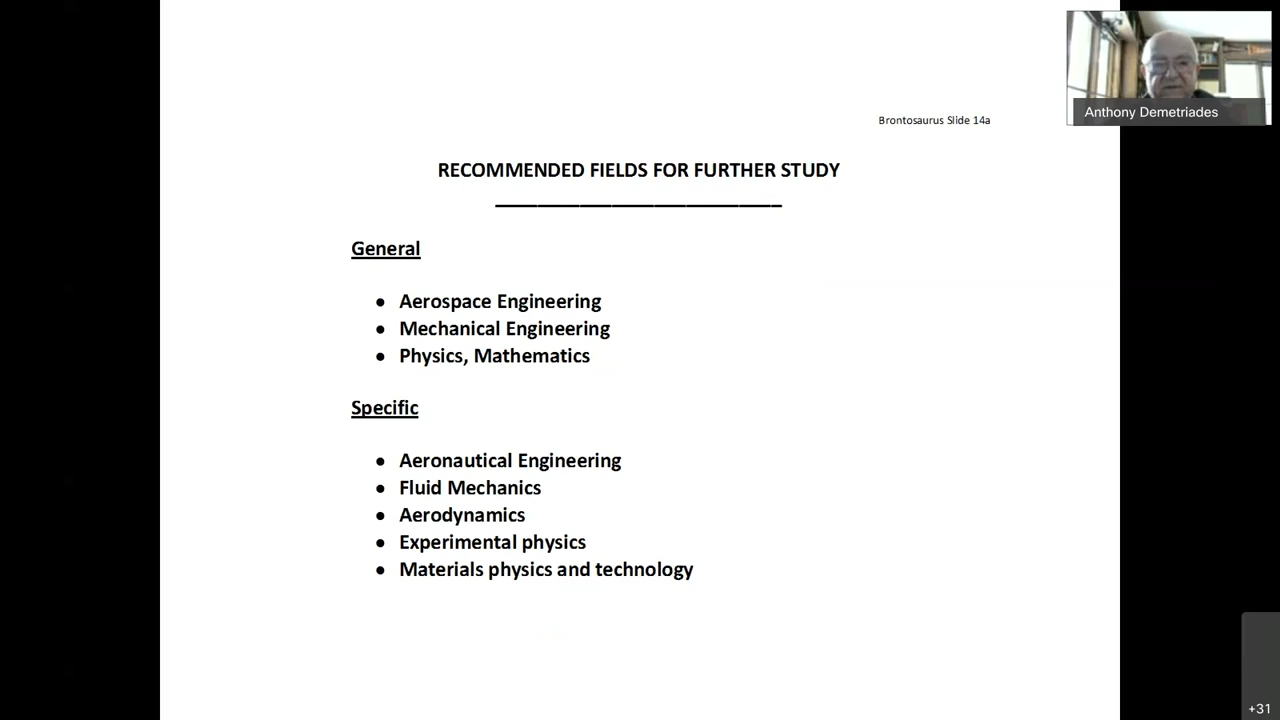 Anthony Demetriades
Brontosaurus Slide 14a
RECOMMENDED FIELDS FOR FURTHER STUDY
General
• Aerospace Engineering
• Mechanical Engineering
• Physics, Mathematics
Specific
• Aeronautical Engineering
• Fluid Mechanics
• Aerodynamics
• Experimental physics
• Materials physics and technology
+31